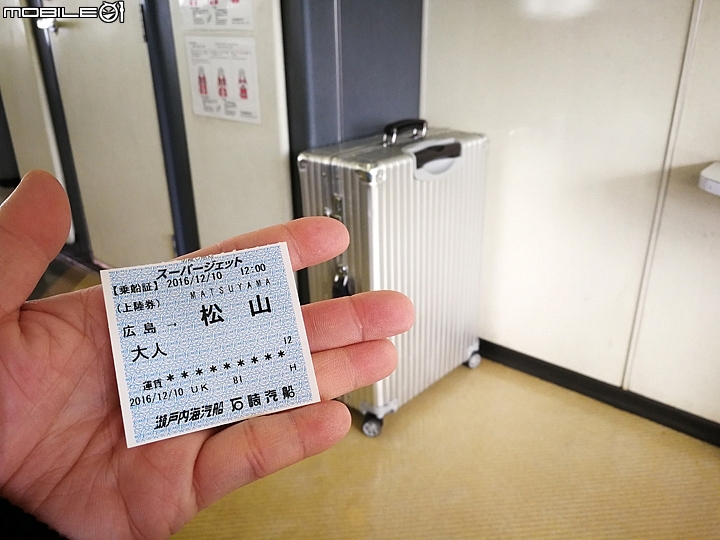 MOBILE01
スーパージェット
【乗船証】 2016/12/10 12:00
(上陸券) MATSUYAMA
広島 → 松山
大人 12
運賃 ＊＊＊＊＊＊＊＊＊
2016/12/10 UK 81 H
瀬戸内海汽船 石崎汽船